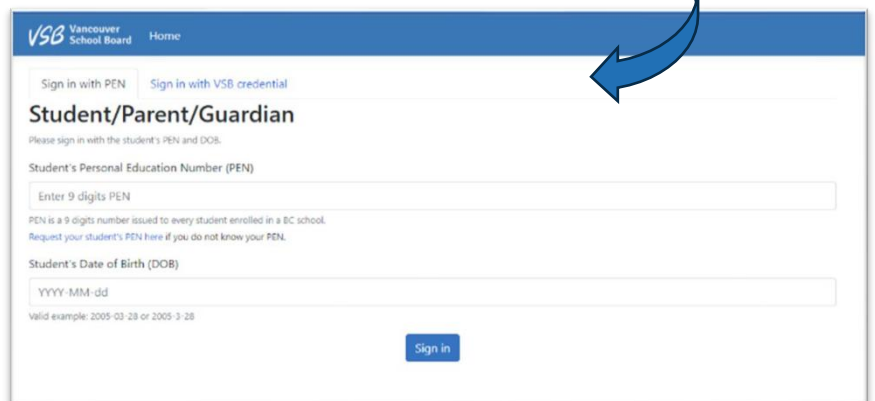 VSB Vancouver School Board Home
Sign in with PEN Sign in with VSB credential
Student/Parent/Guardian
Please sign in with the student's PEN and DOB.
Student's Personal Education Number (PEN)
Enter 9 digits PEN
PEN is a 9 digits number issued to every student enrolled in a BC school.
Request your student's PEN here if you do not know your PEN.
Student's Date of Birth (DOB)
YYYY-MM-dd
Valid example: 2005-03-28 or 2005-3-28
Sign in